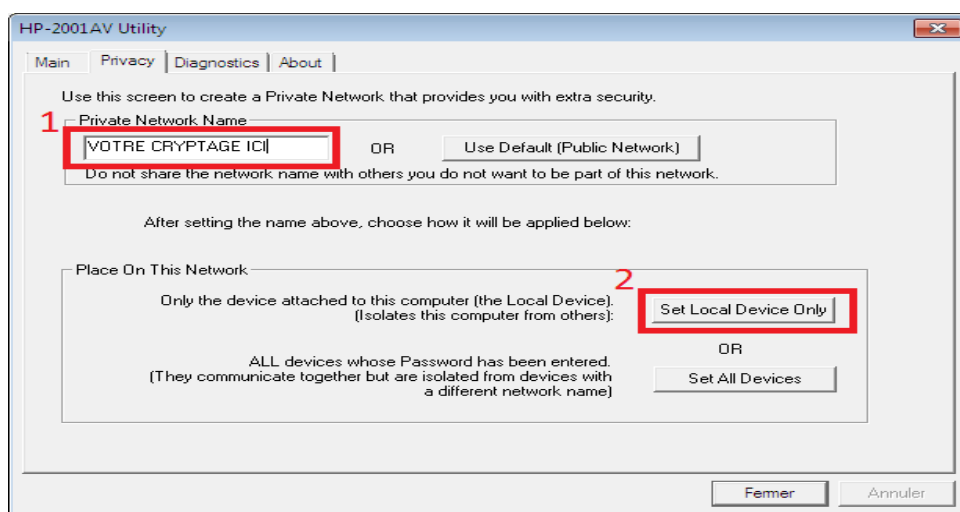 HP-2001AV Utility
Main Privacy Diagnostics About
Use this screen to create a Private Network that provides you with extra security.
1
Private Network Name
VOTRE CRYPTAGE ICI
OR
Use Default (Public Network)
Do not share the network name with others you do not want to be part of this network.
After setting the name above, choose how it will be applied below:
Place On This Network
2
Only the device attached to this computer (the Local Device).
(Isolates this computer from others):
Set Local Device Only
OR
ALL devices whose Password has been entered.
(They communicate together but are isolated from devices with
a different network name)
Set All Devices
Fermer
Annuler